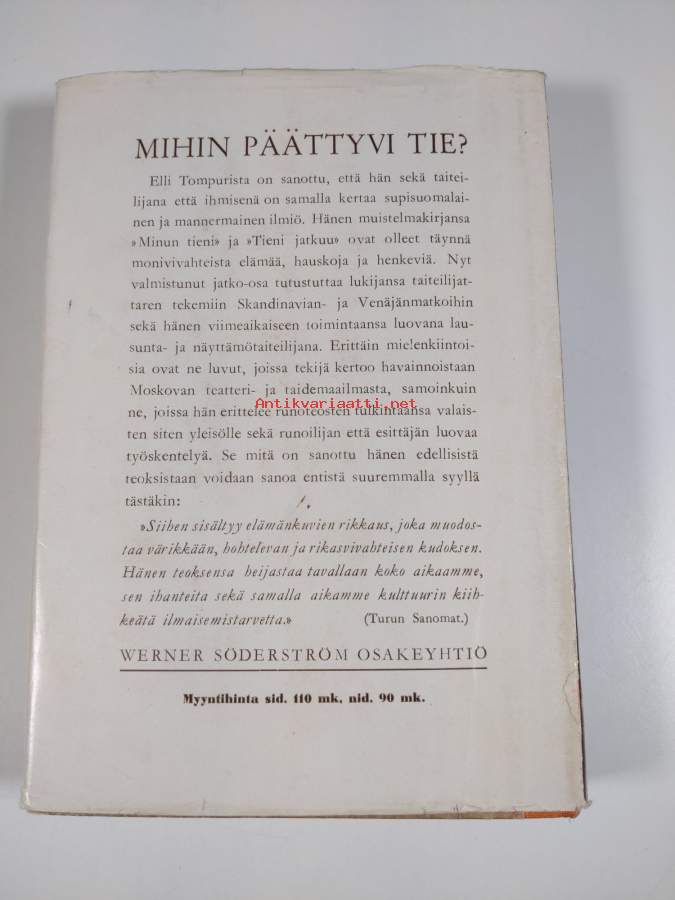 MIHIN PÄÄTTYVI TIE?
Elli Tompurista on sanottu, että hän sekä taitei-
lijana että ihmisenä on samalla kertaa supisuomalai-
nen ja mannermainen ilmiö. Hänen muistelmakirjansa
»Minun tieni» ja »Tieni jatkuu» ovat olleet täynnä
monivivahteista elämää, hauskoja ja henkeviä. Nyt
valmistunut jatko-osa tutustuttaa lukijansa taiteilijat-
taren tekemiin Skandinavian- ja Venäjänmatkoihin
sekä hänen viimeaikaiseen toimintaansa luovana lau-
sunta- ja näyttämötaiteilijana. Erittäin mielenkiintoi-
sia ovat ne luvut, joissa tekijä kertoo havainnoistaan
Moskovan teatteri- ja taidemaailmasta, samoinkuin
Antikvariaatti.net
ne, joissa hän erittelee runoteosten tulkintaansa valais-
ten siten yleisölle sekä runoilijan että esittäjän luovaa
työskentelyä. Se mitä on sanottu hänen edellisistä
teoksistaan voidaan sanoa entistä suuremmalla syyllä
tästäkin:
»Siihen sisältyy elämänkuvien rikkaus, joka muodos-
taa värikkään, hohtelevan ja rikasvivahteisen kudoksen.
Hänen teoksensa heijastaa tavallaan koko aikaamme,
sen ihanteita sekä samalla aikamme kulttuurin kiih-
keätä ilmaisemistarvetta.» (Turun Sanomat.)
WERNER SÖDERSTRÖM OSAKEYHTIÖ
Myyntihinta sid. 110 mk, nid. 90 mk.